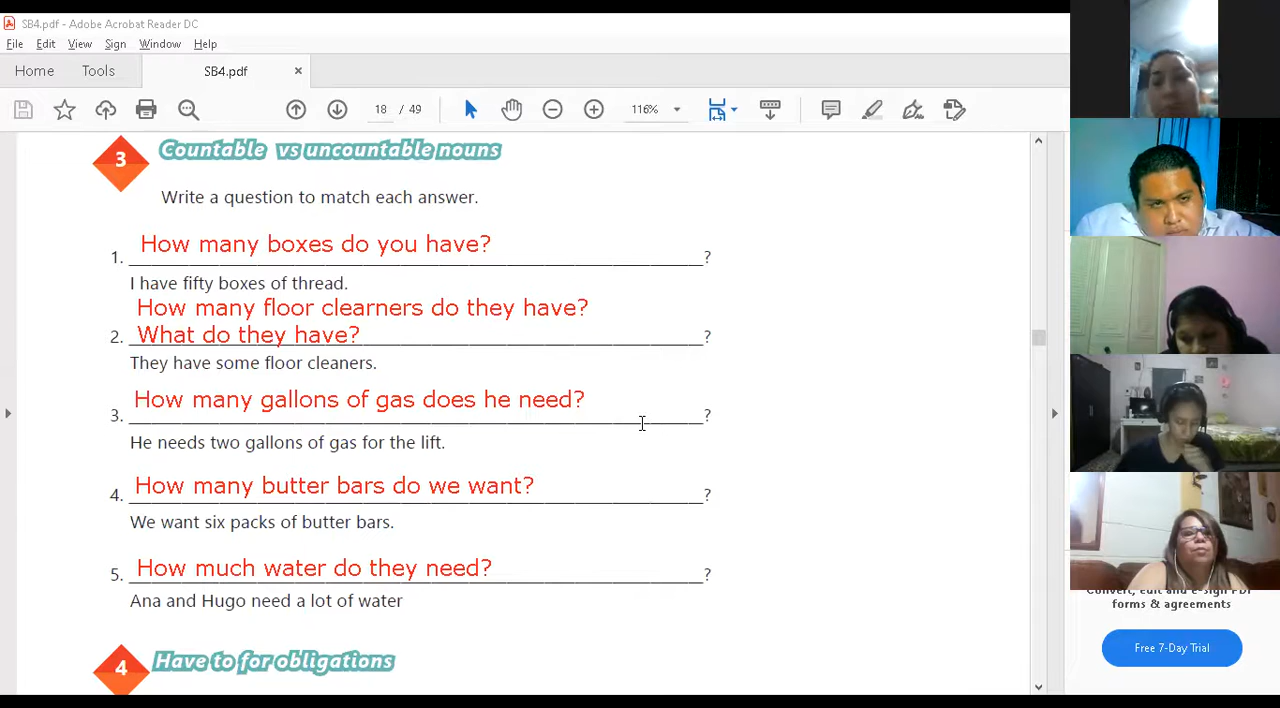 SB4.pdf - Adobe Acrobat Reader DC
File Edit View Sign Window Help
Home Tools SB4.pdf ×
18 / 49 116%
3 Countable vs uncountable nouns
Write a question to match each answer.
How many boxes do you have?
1. ?
I have fifty boxes of thread.
How many floor clearners do they have?
2. What do they have? ?
They have some floor cleaners.
How many gallons of gas does he need?
3. ?
He needs two gallons of gas for the lift.
How many butter bars do we want?
4. ?
We want six packs of butter bars.
How much water do they need?
5. ?
Ana and Hugo need a lot of water
4 Have to for obligations
Convert, edit and e-sign PDF
forms & agreements
Free 7-Day Trial